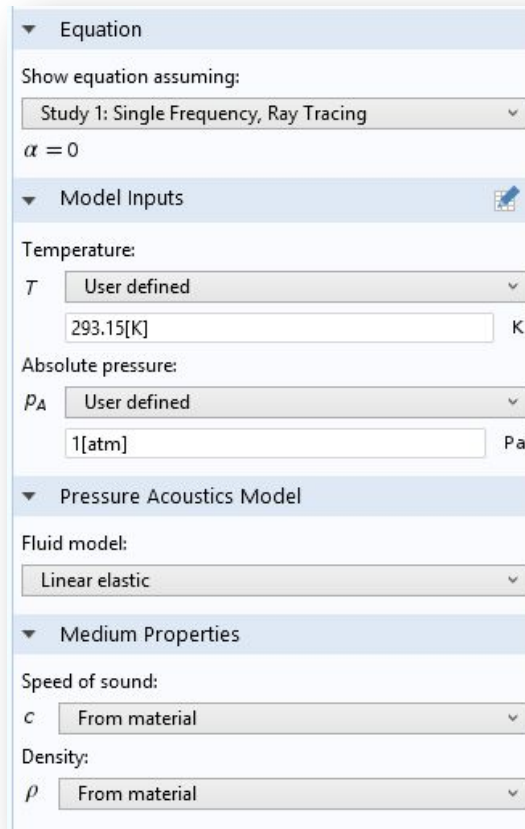 Equation
Show equation assuming:
Study 1: Single Frequency, Ray Tracing
α = 0
Model Inputs
Temperature:
T User defined
293.15[K] K
Absolute pressure:
pA User defined
1[atm] Pa
Pressure Acoustics Model
Fluid model:
Linear elastic
Medium Properties
Speed of sound:
c From material
Density:
ρ From material